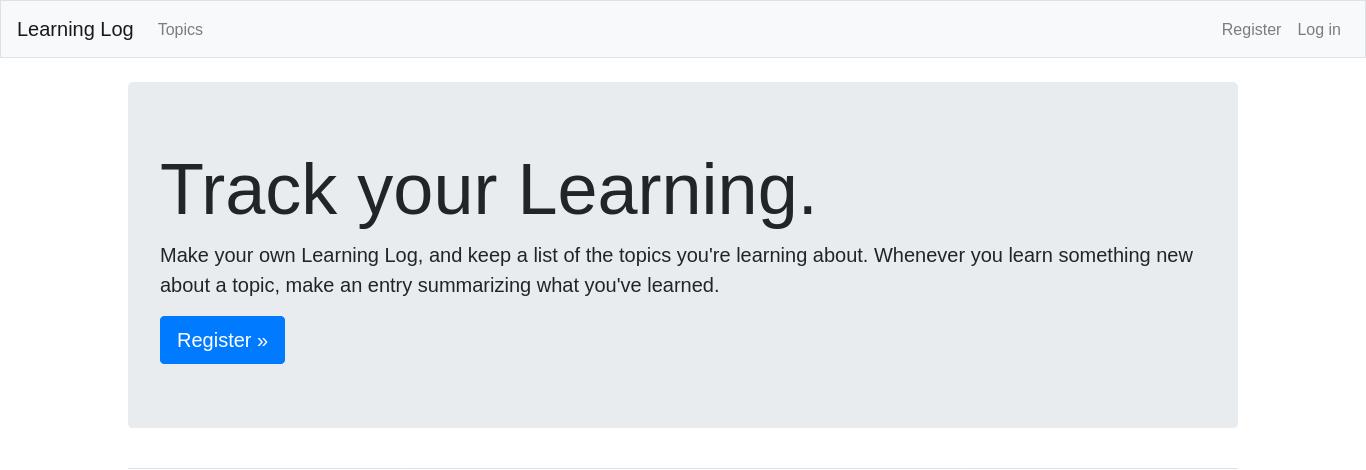 Learning Log Topics Register Log in
Track your Learning.
Make your own Learning Log, and keep a list of the topics you're learning about. Whenever you learn something new
about a topic, make an entry summarizing what you've learned.
Register »